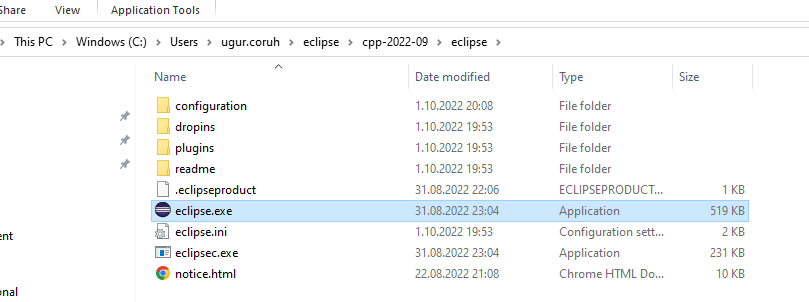 Share View Application Tools
This PC Windows (C:) Users ugur.coruh eclipse cpp-2022-09 eclipse
Name Date modified Type Size
configuration 1.10.2022 20:08 File folder
dropins 1.10.2022 19:53 File folder
plugins 1.10.2022 19:53 File folder
readme 1.10.2022 19:53 File folder
.eclipseproduct 31.08.2022 22:06 ECLIPSEPRODUCT... 1 KB
eclipse.exe 31.08.2022 23:04 Application 519 KB
eclipse.ini 1.10.2022 19:53 Configuration sett... 2 KB
eclipsec.exe 31.08.2022 23:04 Application 231 KB
notice.html 22.08.2022 21:08 Chrome HTML Do... 10 KB